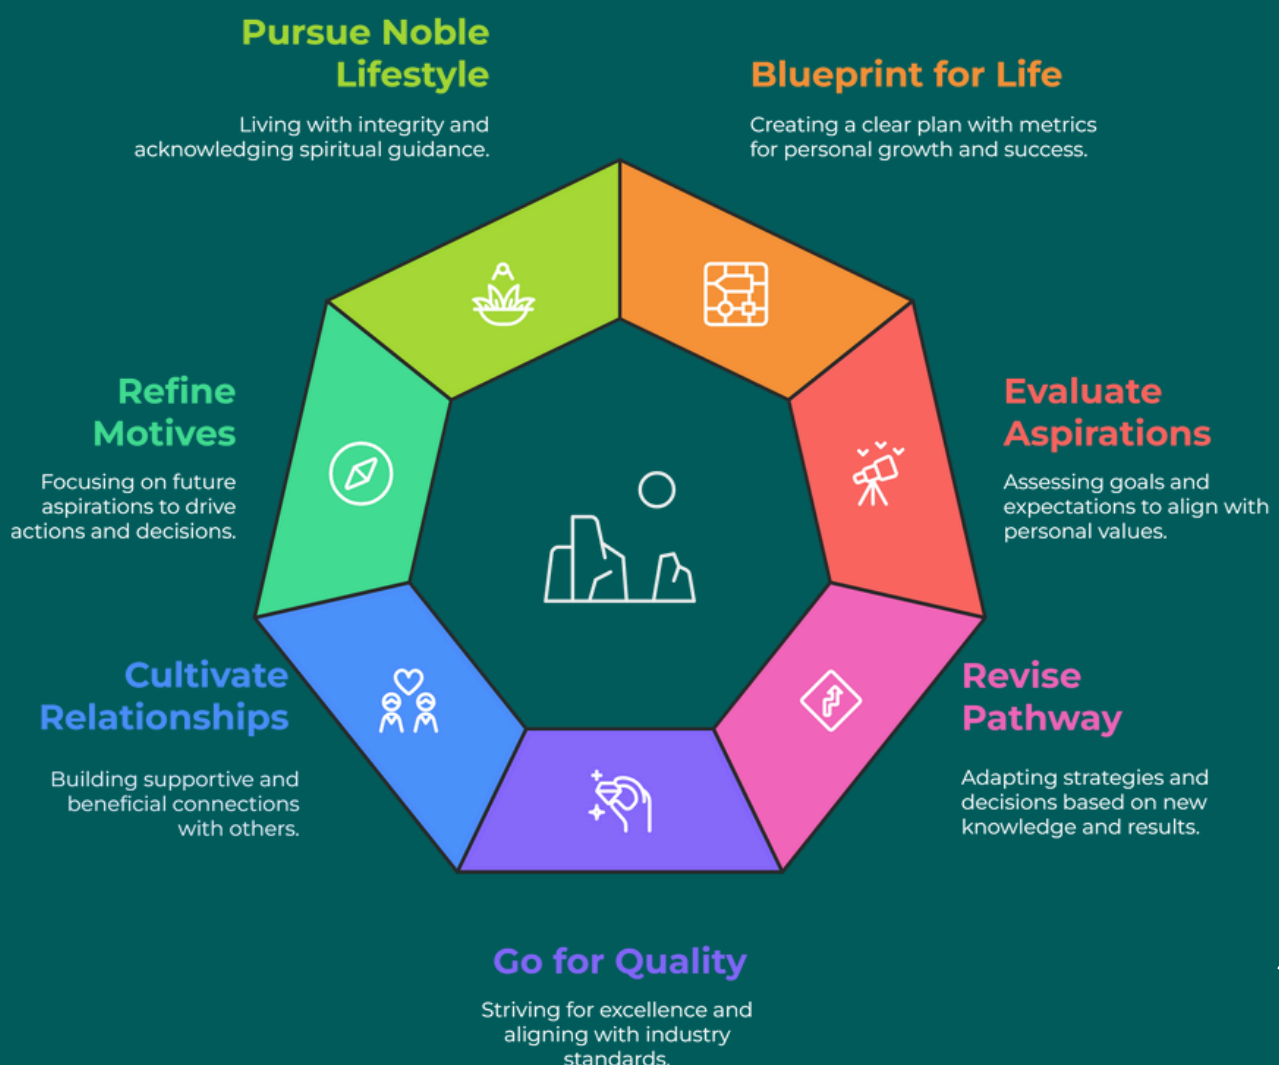 Pursue Noble
Lifestyle
Living with integrity and
acknowledging spiritual guidance.
Blueprint for Life
Creating a clear plan with metrics
for personal growth and success.
Refine
Motives
Focusing on future
aspirations to drive
actions and decisions.
Evaluate
Aspirations
Assessing goals and
expectations to align with
personal values.
Cultivate
Relationships
Building supportive and
beneficial connections
with others.
Revise
Pathway
Adapting strategies and
decisions based on new
knowledge and results.
Go for Quality
Striving for excellence and
aligning with industry
standards.